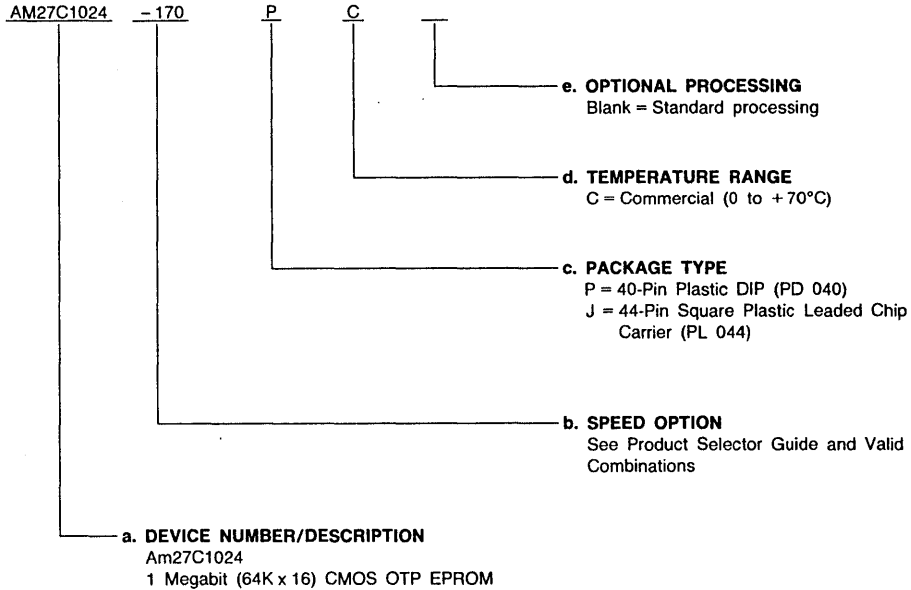 AM27C1024 -170 P C
e. OPTIONAL PROCESSING
Blank = Standard processing
d. TEMPERATURE RANGE
C = Commercial (0 to +70°C)
c. PACKAGE TYPE
P = 40-Pin Plastic DIP (PD 040)
J = 44-Pin Square Plastic Leaded Chip
Carrier (PL 044)
b. SPEED OPTION
See Product Selector Guide and Valid
Combinations
a. DEVICE NUMBER/DESCRIPTION
Am27C1024
1 Megabit (64K x 16) CMOS OTP EPROM